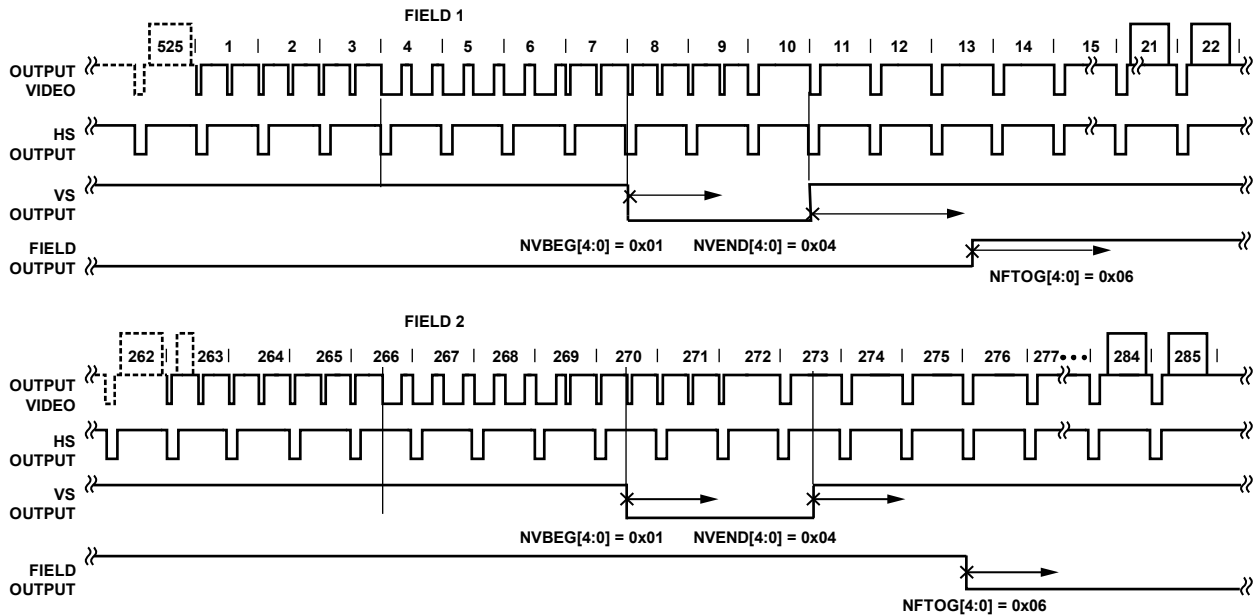 FIELD 1
525 1 2 3 4 5 6 7 8 9 10 11 12 13 14 15 21 22
OUTPUT
VIDEO
HS
OUTPUT
VS
OUTPUT
NVBEG[4:0] = 0x01 NVEND[4:0] = 0x04
FIELD
OUTPUT
NFTOG[4:0] = 0x06
FIELD 2
262 263 264 265 266 267 268 269 270 271 272 273 274 275 276 277 ••• 284 285
OUTPUT
VIDEO
HS
OUTPUT
VS
OUTPUT
NVBEG[4:0] = 0x01 NVEND[4:0] = 0x04
FIELD
OUTPUT
NFTOG[4:0] = 0x06